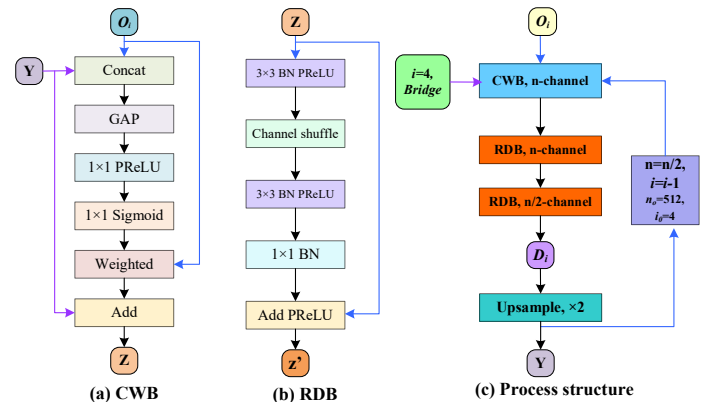 O_i
Y
Concat
GAP
1×1 PReLU
1×1 Sigmoid
Weighted
Add
Z
(a) CWB
Z
3×3 BN PReLU
Channel shuffle
3×3 BN PReLU
1×1 BN
Add PReLU
z’
(b) RDB
O_i
i=4,
Bridge
CWB, n-channel
RDB, n-channel
RDB, n/2-channel
D_i
Upsample, ×2
Y
n=n/2,
i=i-1
n_o=512,
i_0=4
(c) Process structure